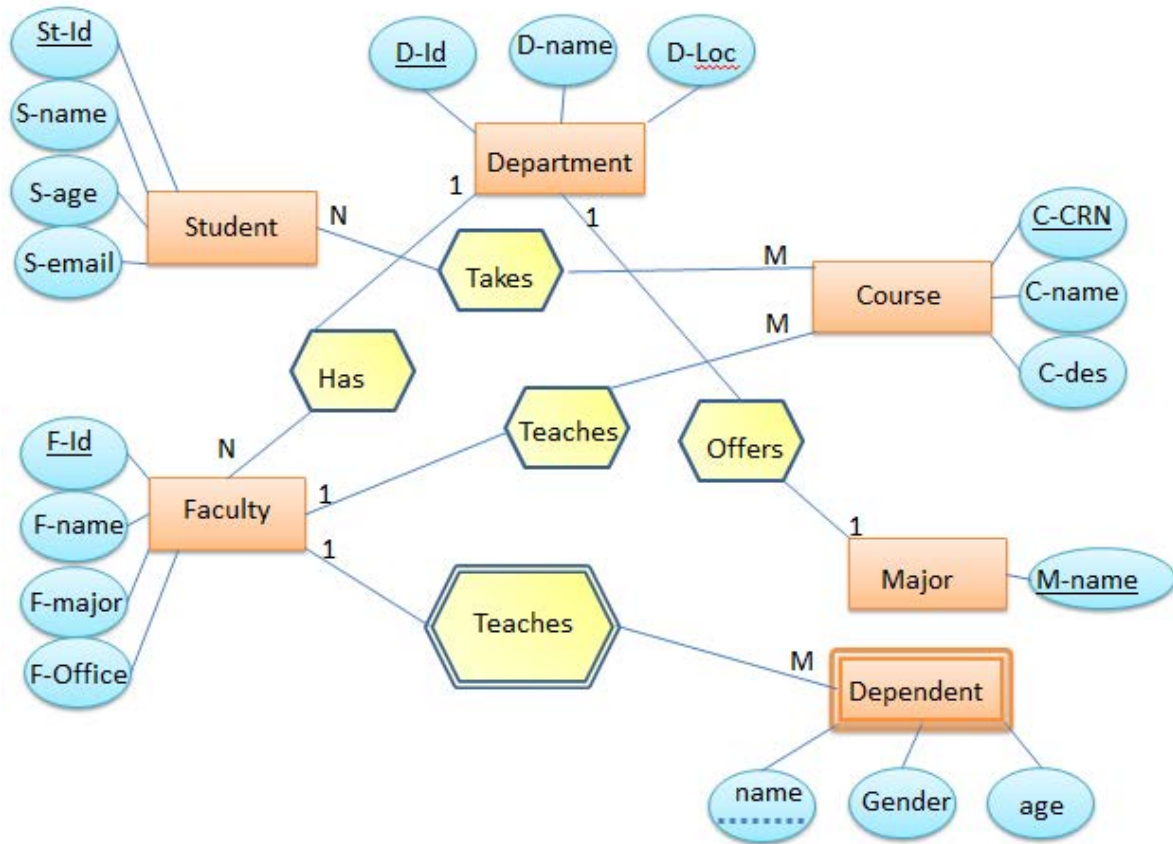 St-Id
D-Id
D-name
D-Loc
S-name
Department
S-age
Student
N
1
1
C-CRN
S-email
Takes
M
Course
C-name
M
Has
C-des
Teaches
Offers
F-Id
N
Faculty
1
F-name
1
1
Major
M-name
F-major
Teaches
F-Office
M
Dependent
name
Gender
age